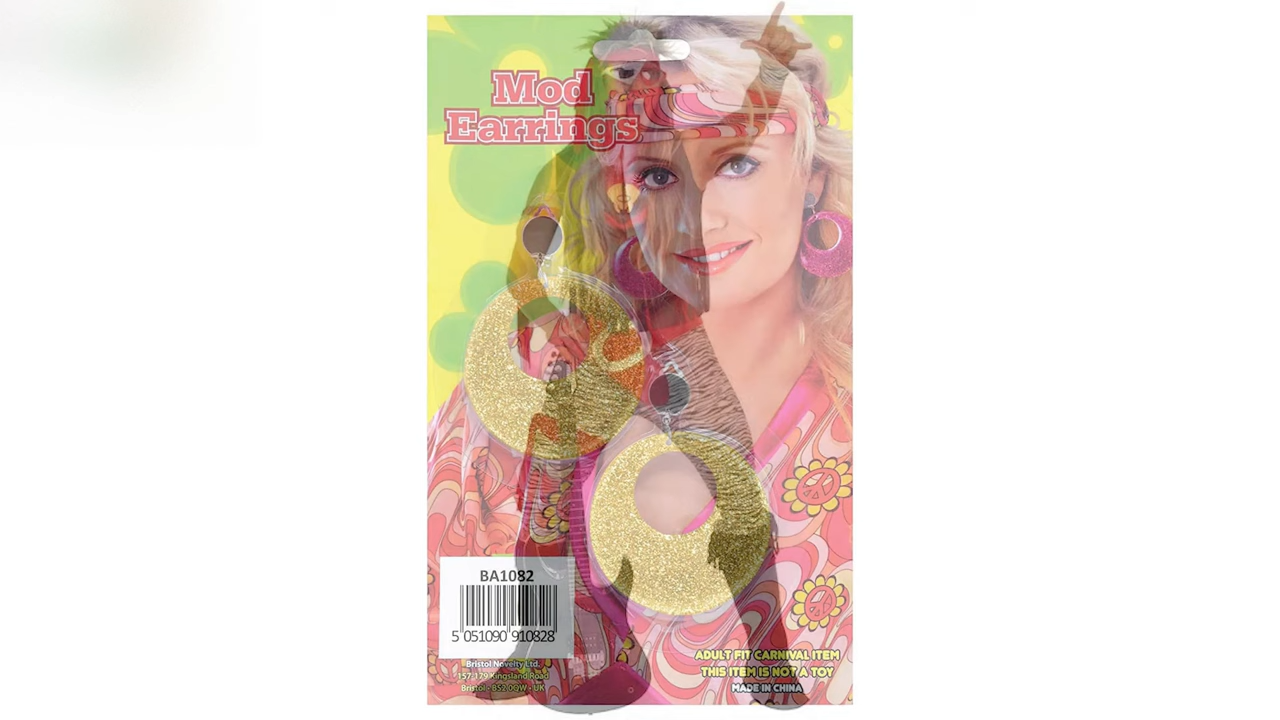 Mod
Earrings
BA1082
5 051090 910828
Bristol Novelty Ltd.
157-179 Kingsland Road
Bristol - BS2 0QW - UK
ADULT FIT CARNIVAL ITEM
THIS ITEM IS NOT A TOY
MADE IN CHINA